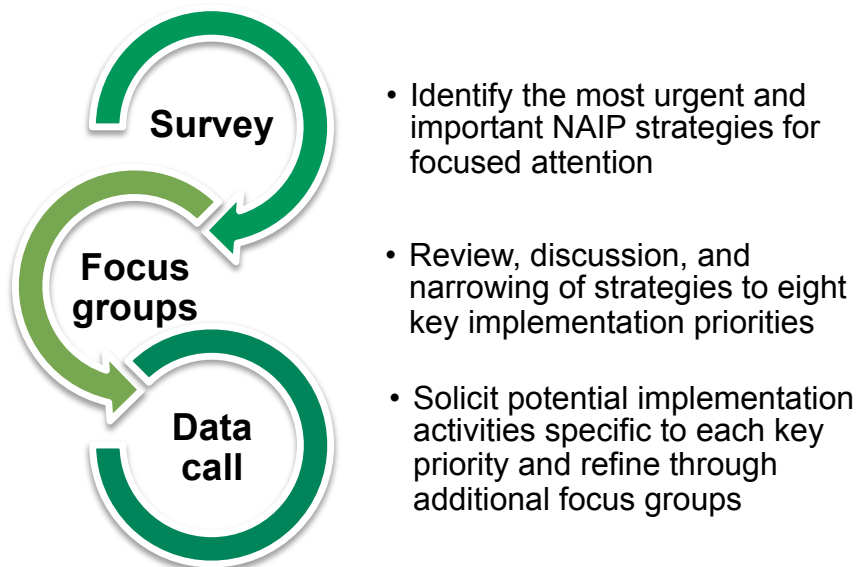 Survey
• Identify the most urgent and
important NAIP strategies for
focused attention
Focus
groups
• Review, discussion, and
narrowing of strategies to eight
key implementation priorities
Data
call
• Solicit potential implementation
activities specific to each key
priority and refine through
additional focus groups